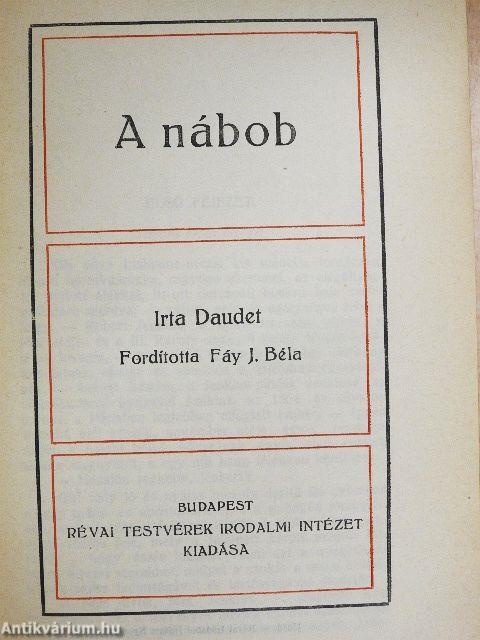 A nábob
Irta Daudet
Fordította Fáy J. Béla
BUDAPEST
RÉVAI TESTVÉREK IRODALMI INTÉZET
KIADÁSA
Antikvárium.hu